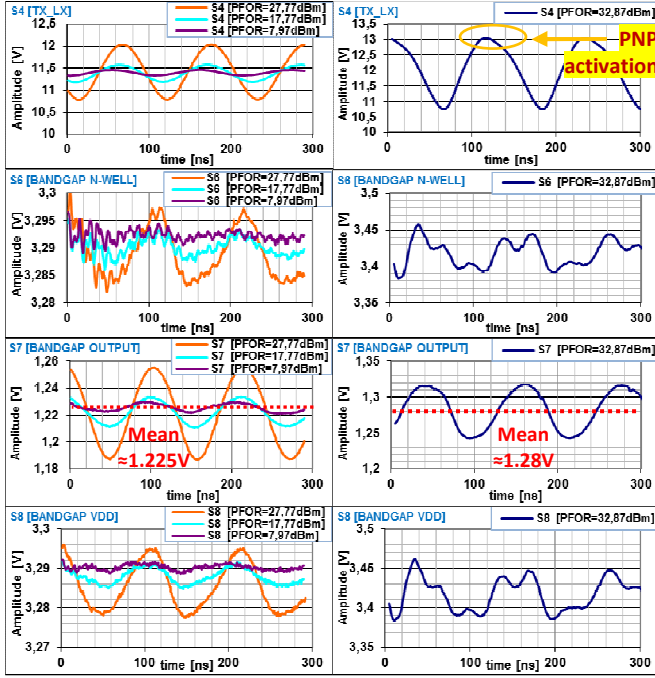 S4 [TX_LX]
S4 [PFOR=27,77dBm]
S4 [PFOR=17,77dBm]
S4 [PFOR=7,97dBm]
Amplitude [V]
12,5
12
11,5
11
10,5
10
0
100
200
300
time [ns]
S4 [TX_LX]
S4 [PFOR=32,87dBm]
PNP
activation
Amplitude [V]
13,5
13
12,5
12
11,5
11
10,5
10
0
100
200
300
time [ns]
S6 [BANDGAP N-WELL]
S6 [PFOR=27,77dBm]
S6 [PFOR=17,77dBm]
S6 [PFOR=7,97dBm]
Amplitude [V]
3,3
3,295
3,29
3,285
3,28
0
100
200
300
time [ns]
S6 [BANDGAP N-WELL]
S6 [PFOR=32,87dBm]
Amplitude [V]
3,5
3,45
3,4
3,36
0
100
200
300
time [ns]
S7 [BANDGAP OUTPUT]
S7 [PFOR=27,77dBm]
S7 [PFOR=17,77dBm]
S7 [PFOR=7,97dBm]
Amplitude [V]
1,26
1,24
1,22
1,2
1,18
Mean
≈1.225V
0
100
200
300
time [ns]
S7 [BANDGAP OUTPUT]
S7 [PFOR=32,87dBm]
Amplitude [V]
1,35
1,3
1,25
1,2
Mean
≈1.28V
0
100
200
300
time [ns]
S8 [BANDGAP VDD]
S8 [PFOR=27,77dBm]
S8 [PFOR=17,77dBm]
S8 [PFOR=7,97dBm]
Amplitude [V]
3,3
3,29
3,28
3,27
0
100
200
300
time [ns]
S8 [BANDGAP VDD]
S8 [PFOR=32,87dBm]
Amplitude [V]
3,5
3,4
3,35
0
100
200
300
time [ns]